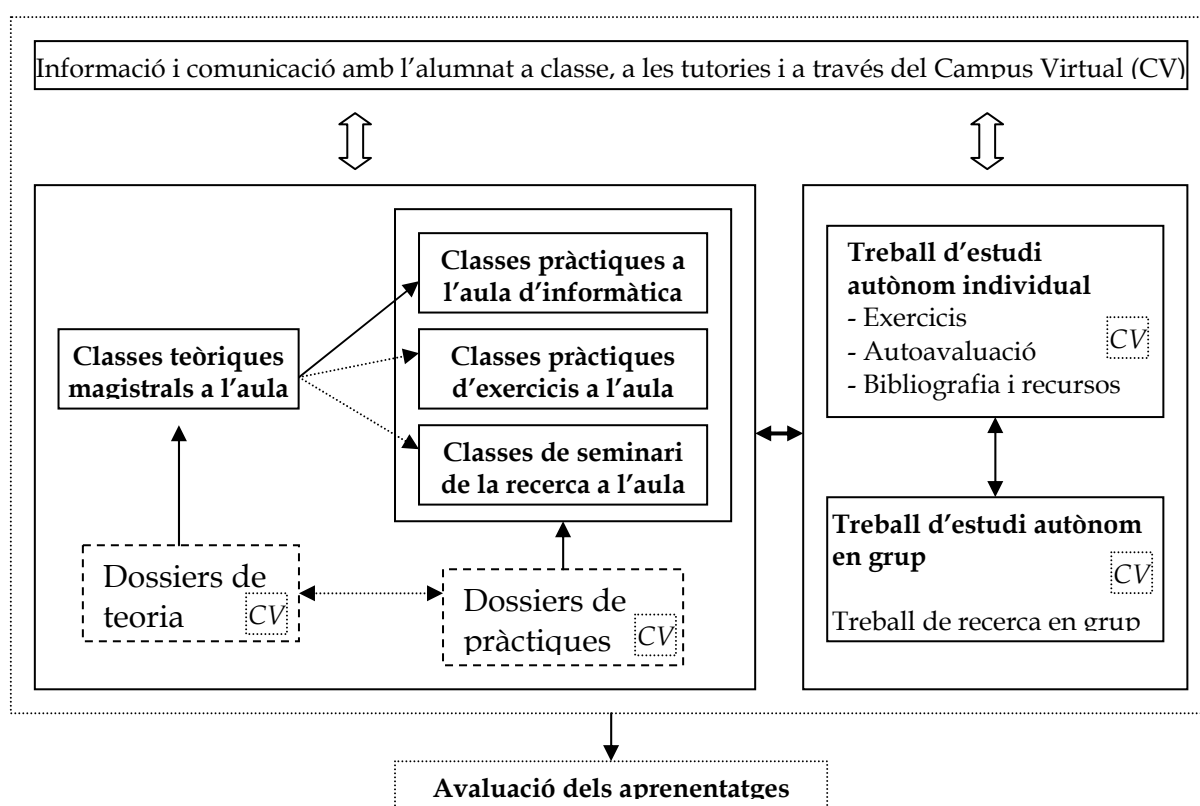 Informació i comunicació amb l’alumnat a classe, a les tutories i a través del Campus Virtual (CV)
Classes teòriques
magistrals a l’aula
Classes pràctiques a
l’aula d’informàtica
Classes pràctiques
d’exercicis a l’aula
Classes de seminari
de la recerca a l’aula
Dossiers de
teoria
CV
Dossiers de
pràctiques
CV
Treball d’estudi
autònom individual
- Exercicis
- Autoavaluació
- Bibliografia i recursos
CV
Treball d’estudi autònom
en grup
CV
Treball de recerca en grup
Avaluació dels aprenentatges